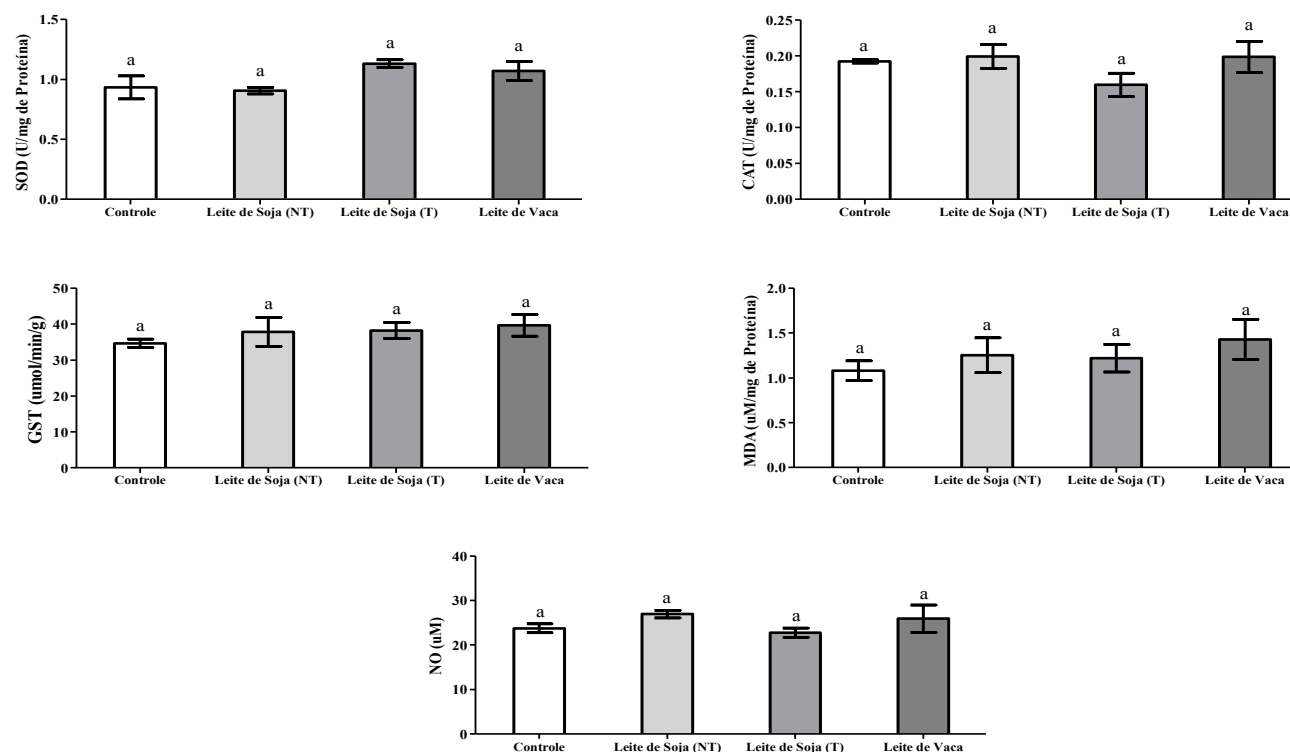 SOD (U/mg de Proteína)
1.5
1.0
0.5
0.0
a
a
a
a
Controle
Leite de Soja (NT)
Leite de Soja (T)
Leite de Vaca
CAT (U/mg de Proteína)
0.25
0.20
0.15
0.10
0.05
0.00
a
a
a
a
Controle
Leite de Soja (NT)
Leite de Soja (T)
Leite de Vaca
GST (umol/min/g)
50
40
30
20
10
0
a
a
a
a
Controle
Leite de Soja (NT)
Leite de Soja (T)
Leite de Vaca
MDA (uM/mg de Proteína)
2.0
1.5
1.0
0.5
0.0
a
a
a
a
Controle
Leite de Soja (NT)
Leite de Soja (T)
Leite de Vaca
NO (uM)
40
30
20
10
0
a
a
a
a
Controle
Leite de Soja (NT)
Leite de Soja (T)
Leite de Vaca